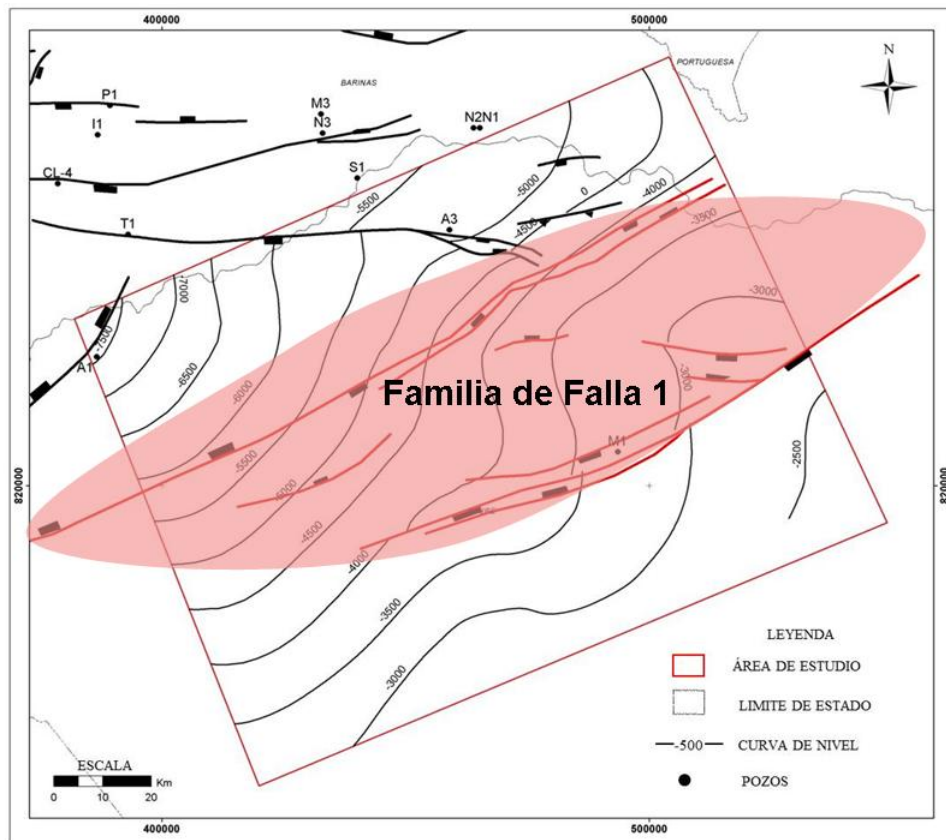 400000 500000
PORTUGUESA
N
BARINAS
P1
M3
I1
N3
N2N1
CL-4
S1
-5500
-5000
0
-4000
T1
A3
-4500
-3500
-7000
-3000
-7500
A1
-6500
-6000
-3000
Familia de Falla 1
M1
-5500
-2500
820000 820000
-5000
-4500
-4000
-3500
-3000
LEYENDA
ÁREA DE ESTUDIO
LIMITE DE ESTADO
-500 CURVA DE NIVEL
POZOS
ESCALA
Km
0 10 20
400000 500000